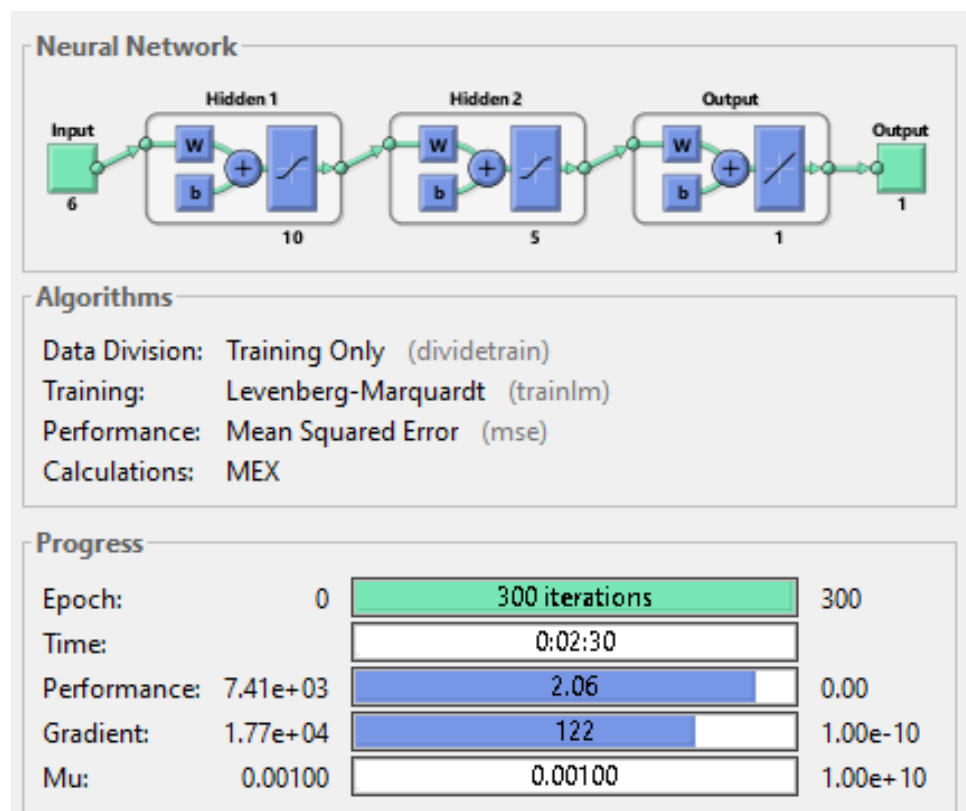 Neural Network
Hidden 1 Hidden 2 Output
Input Output
W W W
b b b
6 10 5 1 1
Algorithms
Data Division: Training Only (dividetrain)
Training: Levenberg-Marquardt (trainlm)
Performance: Mean Squared Error (mse)
Calculations: MEX
Progress
Epoch: 0 300 iterations 300
Time: 0:02:30
Performance: 7.41e+03 2.06 0.00
Gradient: 1.77e+04 122 1.00e-10
Mu: 0.00100 0.00100 1.00e+10